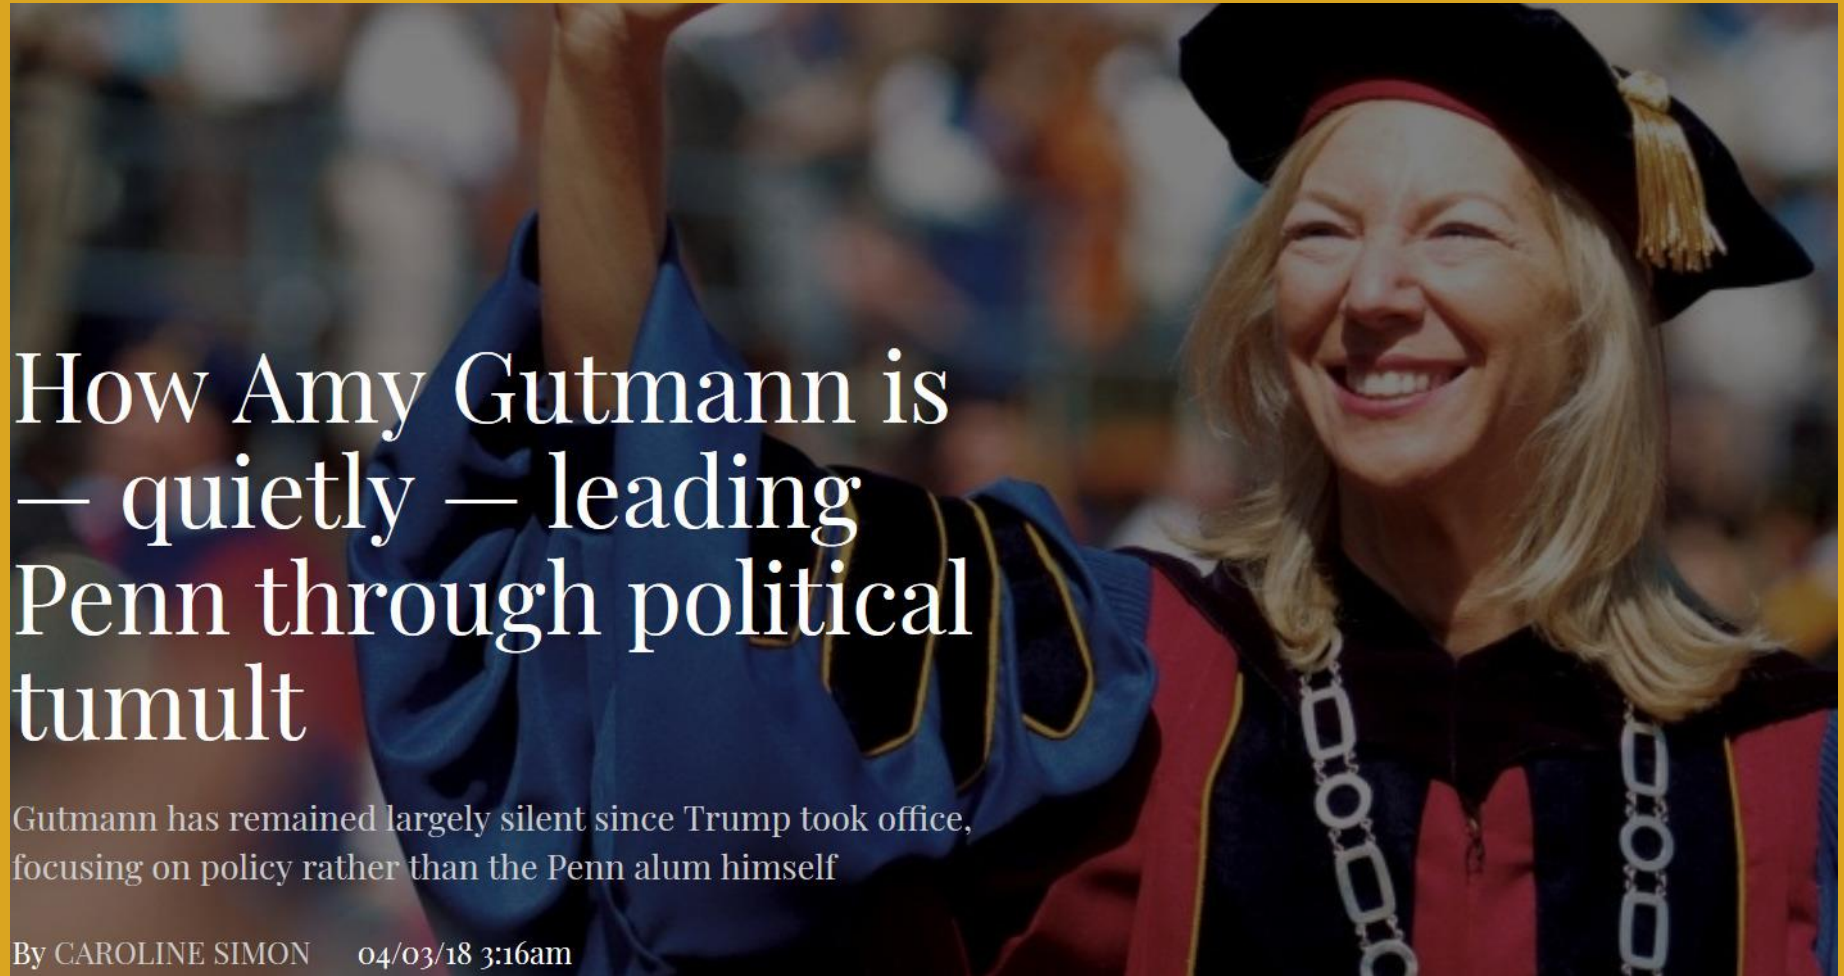 How Amy Gutmann is
— quietly — leading
Penn through political
tumult
Gutmann has remained largely silent since Trump took office,
focusing on policy rather than the Penn alum himself
By CAROLINE SIMON 04/03/18 3:16am